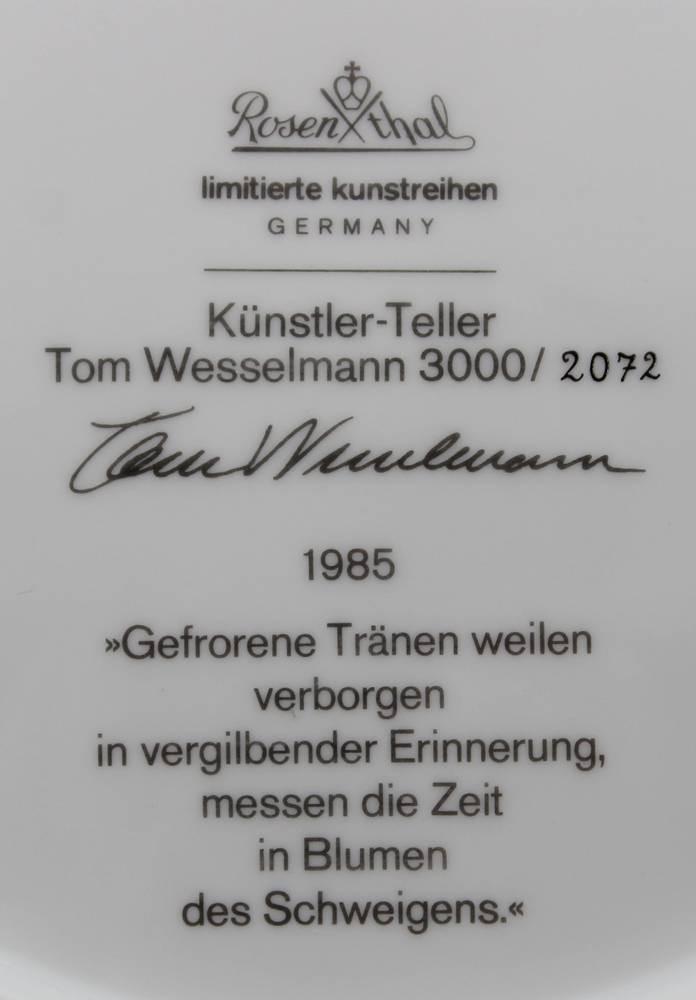 Rosenthal
limitierte kunstreihen
GERMANY
Künstler-Teller
Tom Wesselmann 3000/ 2072
Tom Wesselmann
1985
»Gefrorene Tränen weilen
verborgen
in vergilbender Erinnerung,
messen die Zeit
in Blumen
des Schweigens.«